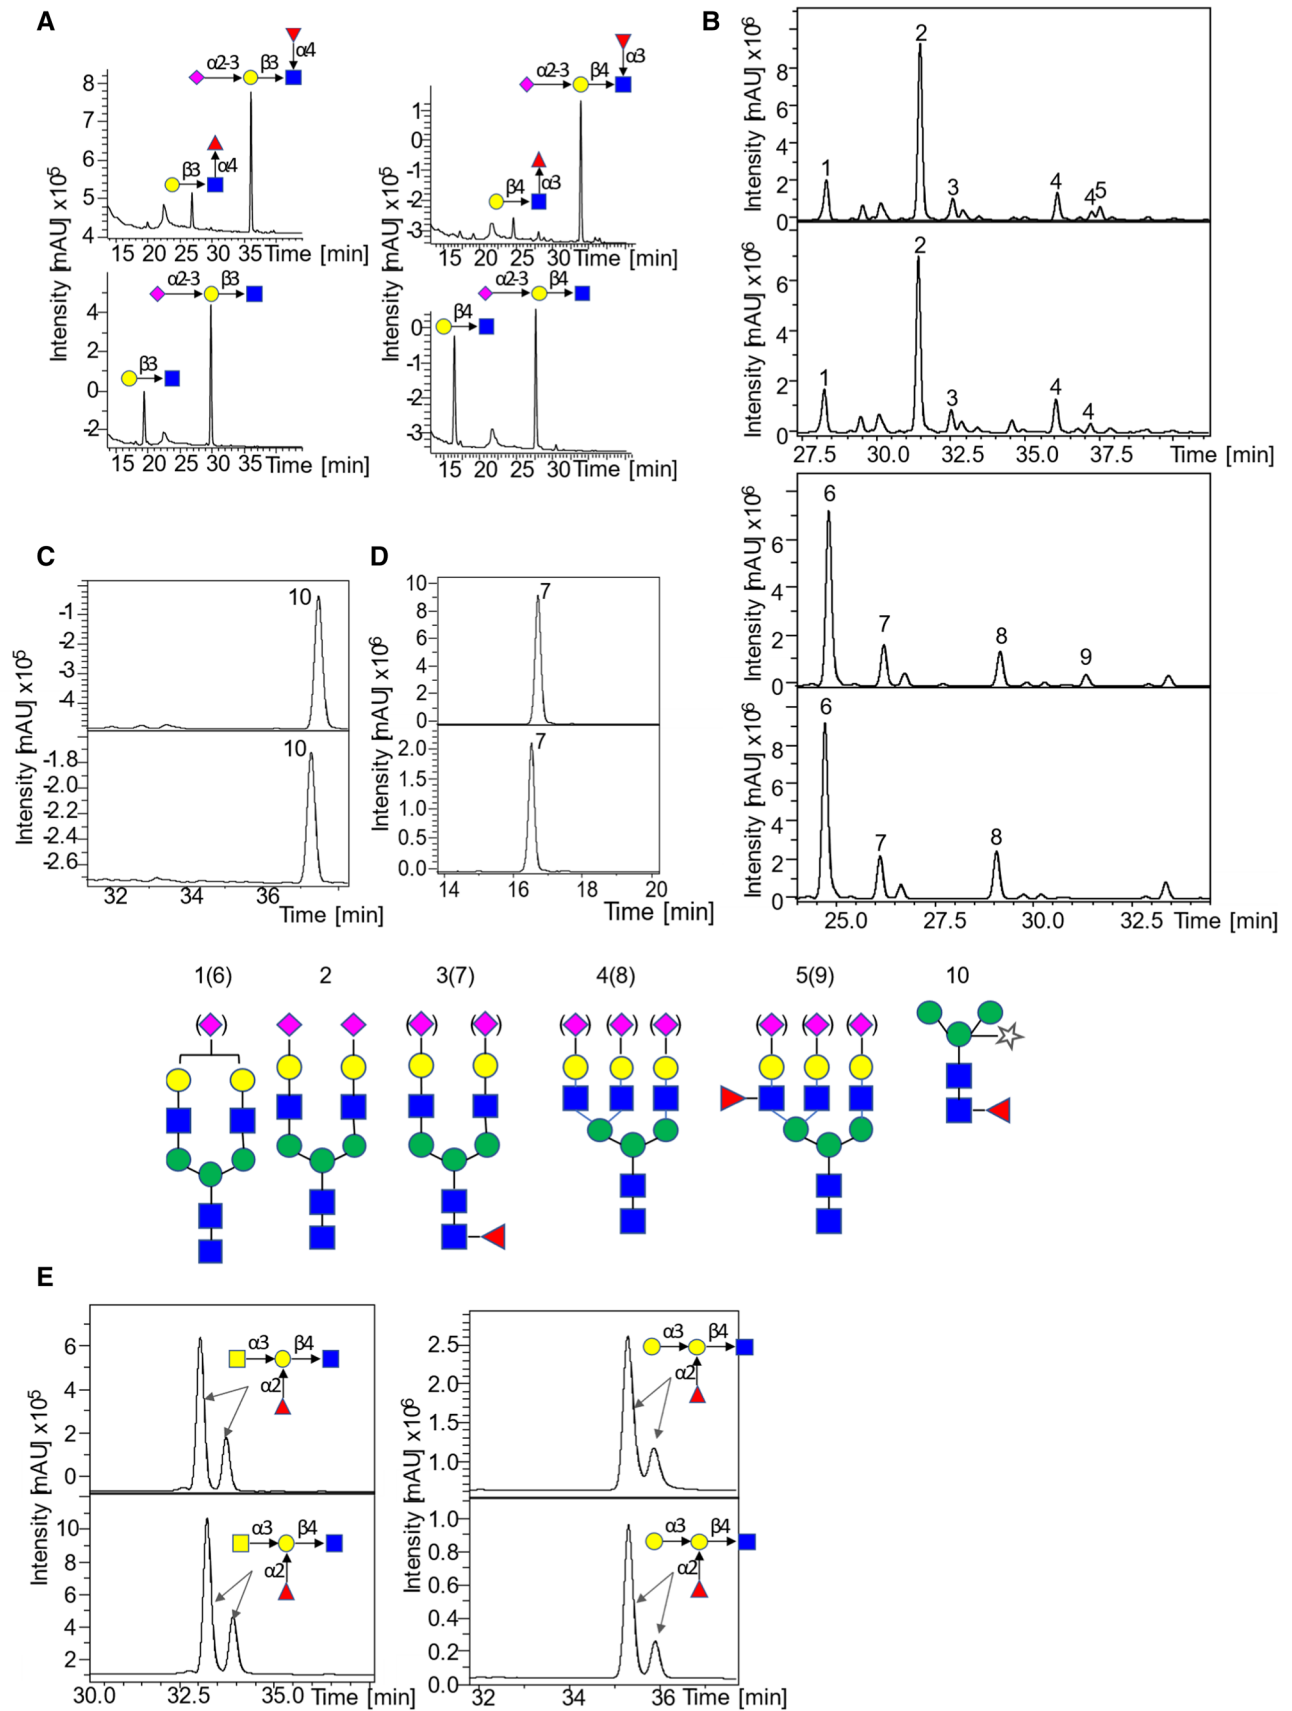 A
α2-3 β3 α4
β3 α4
8
7
6
5
4
Intensity [mAU] x10⁵
15 20 25 30 35 Time [min]
α2-3 β4 α3
β4 α3
1
0
-1
-2
-3
Intensity [mAU] x10⁵
15 20 25 30 Time [min]
α2-3 β3
β3
4
2
0
-2
15 20 25 30 35 Time [min]
α2-3 β4
β4
0
-1
-2
-3
15 20 25 30 Time [min]
B
Intensity [mAU] x10⁶
8
6
4
2
0
1 2 3 4 4 5
Intensity [mAU] x10⁶
6
4
2
0
1 2 3 4 4
27.5 30.0 32.5 35.0 37.5 Time [min]
Intensity [mAU] x10⁶
6
4
2
0
6 7 8 9
Intensity [mAU] x10⁶
8
6
4
2
0
6 7 8
25.0 27.5 30.0 32.5 Time [min]
C
Intensity [mAU] x10⁵
-1
-2
-3
-4
10
-1.8
-2.0
-2.2
-2.4
-2.6
10
32 34 36
Time [min]
D
Intensity [mAU] x10⁶
10
8
6
4
2
0
7
2.0
1.5
1.0
0.5
0.0
7
14 16 18 20
Time [min]
1(6) 2 3(7) 4(8) 5(9) 10
( ) ( ) ( ) ( ) ( ) ( ) ( ) ( ) ( )
E
Intensity [mAU] x10⁵
6
4
2
0
α3 β4
α2
10
8
6
4
2
α3 β4
α2
30.0 32.5 35.0 Time [min]
Intensity [mAU] x10⁶
2.5
2.0
1.5
1.0
α3 β4
α2
1.0
0.8
0.6
0.4
0.2
0.0
α3 β4
α2
32 34 36 Time [min]